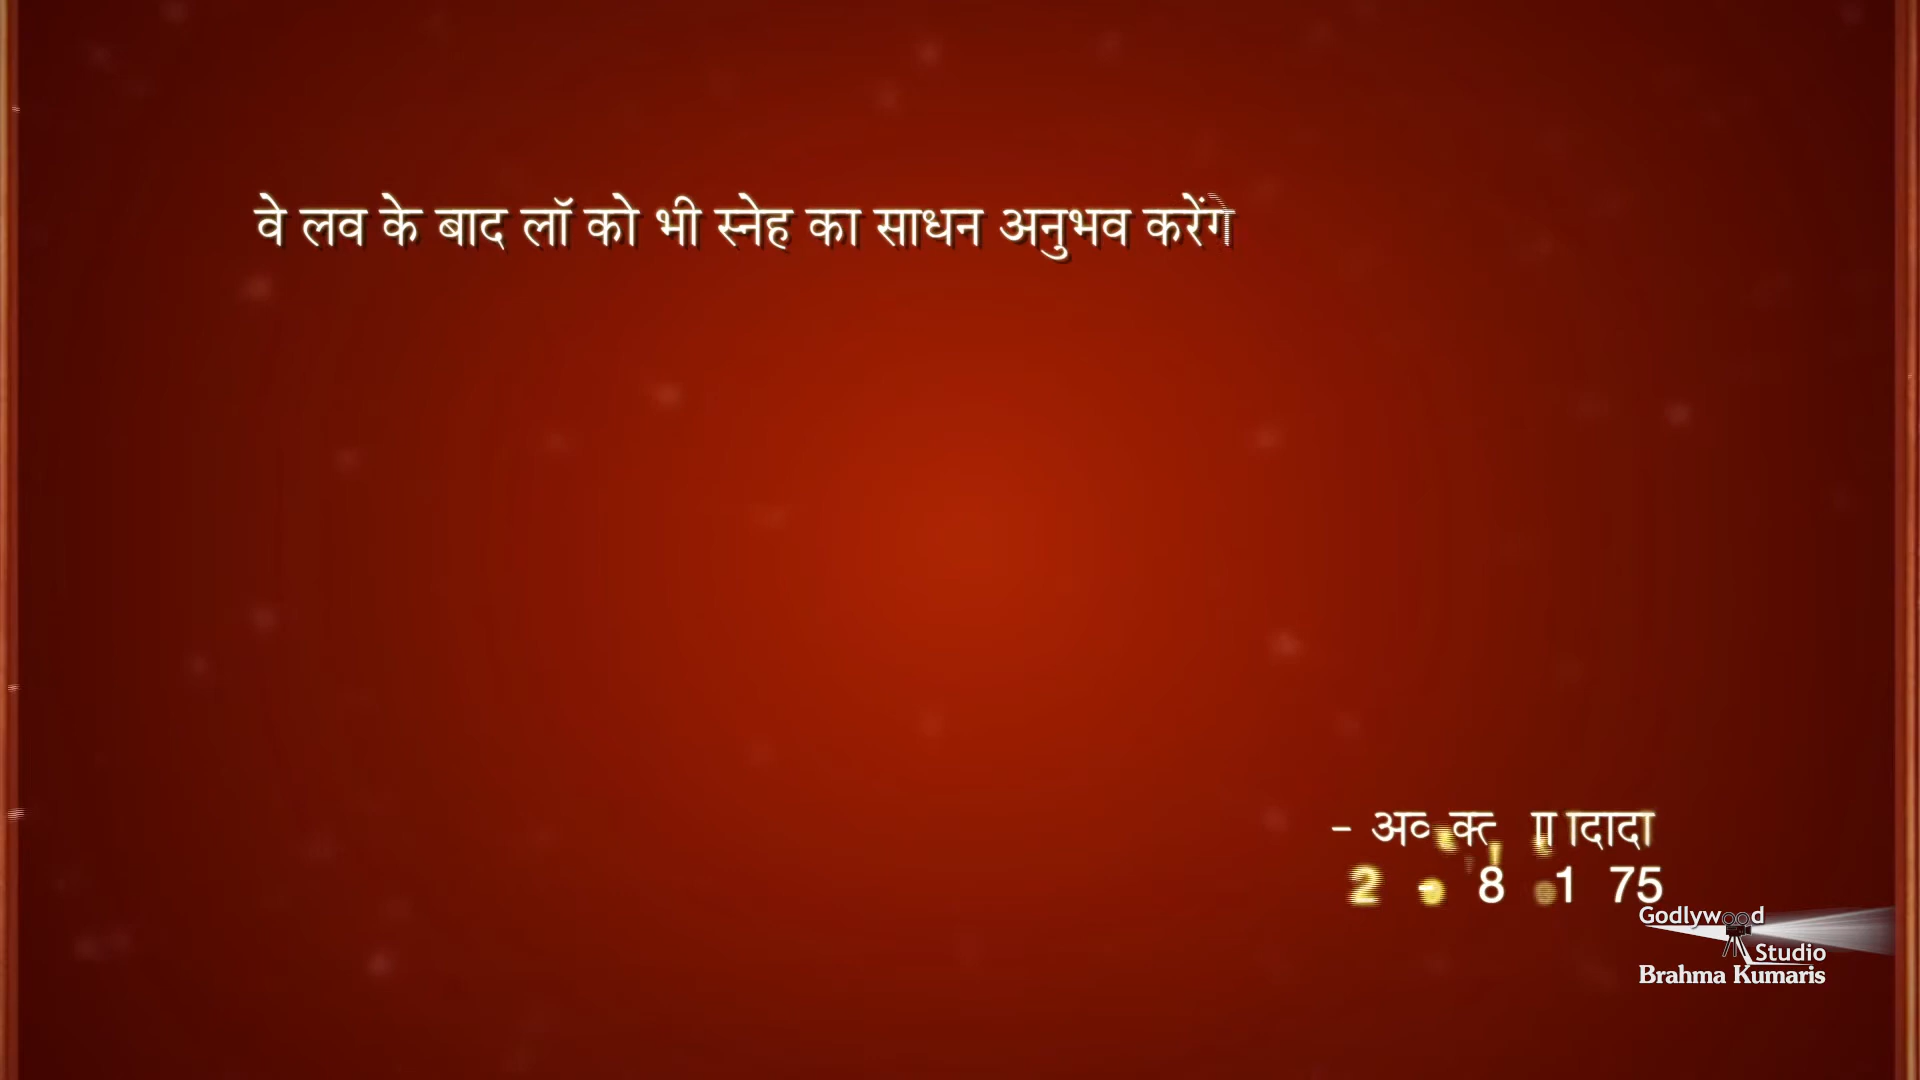 वे लव के बाद लॉ को भी स्नेह का साधन अनुभव करेंगे
-
8 1 75
Godlywood
Studio
Brahma Kumaris